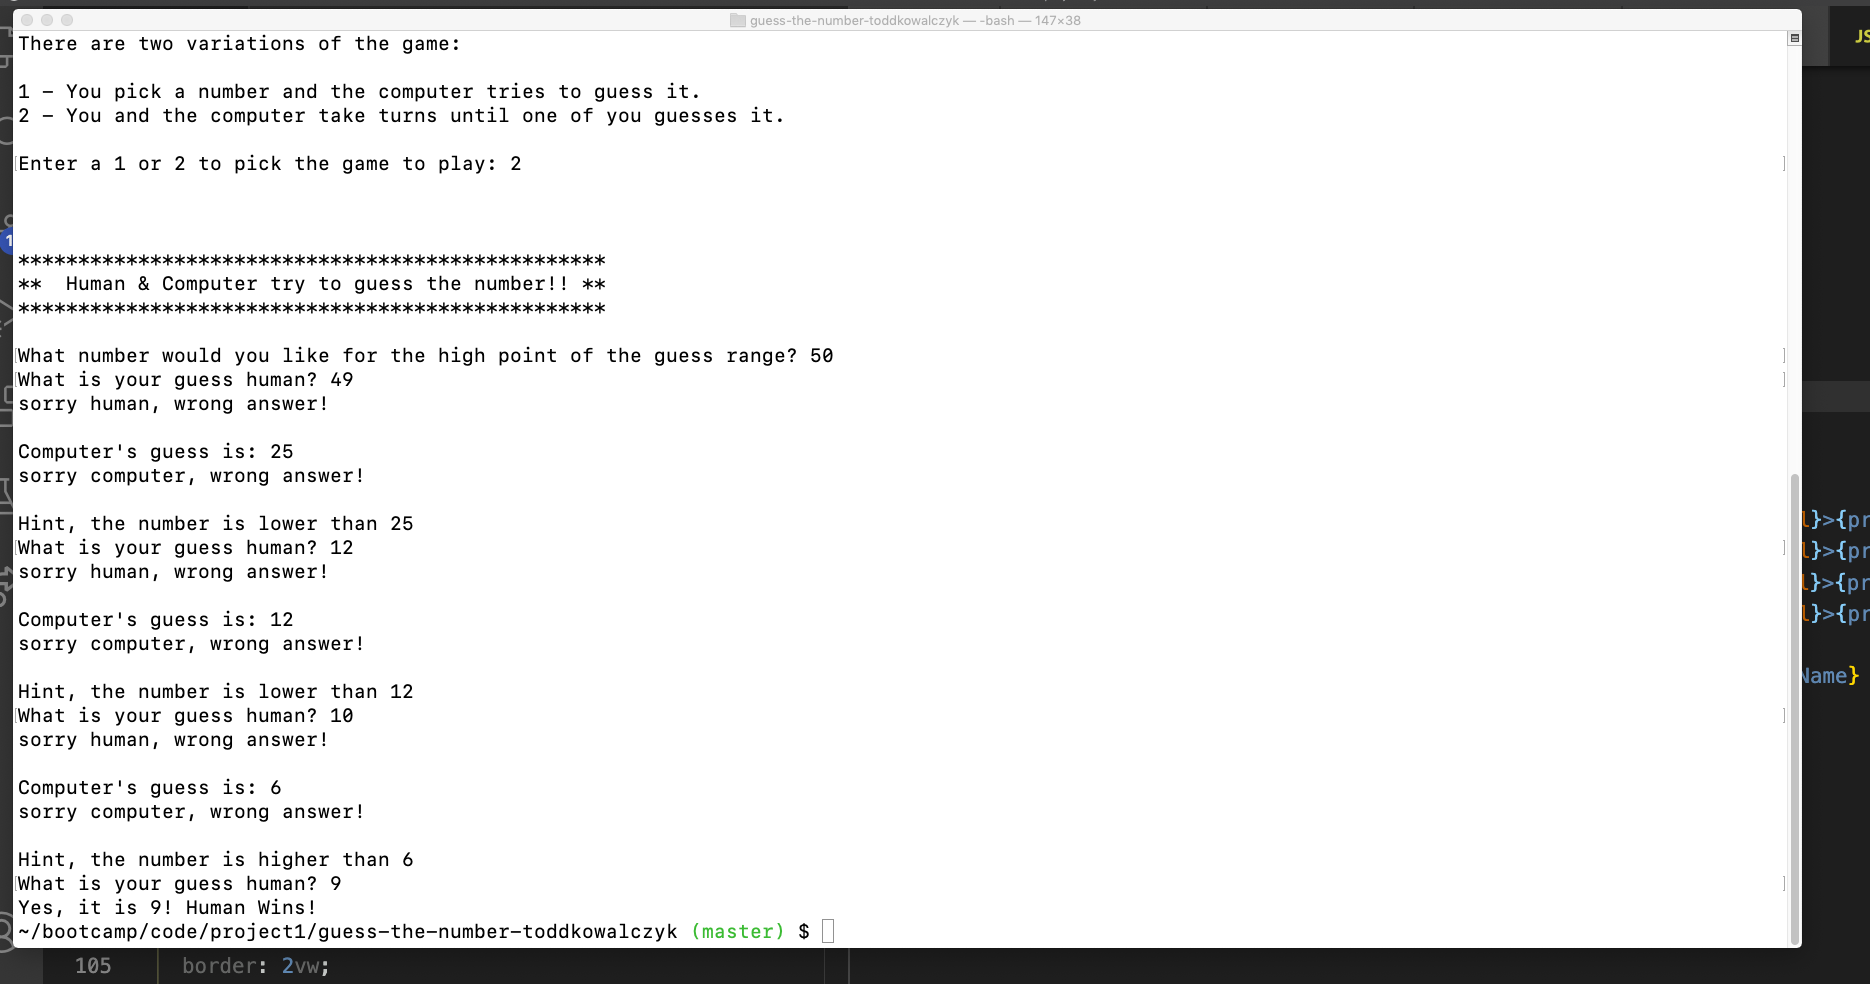 guess-the-number-toddkowalczyk — -bash — 147×38
There are two variations of the game:
1 - You pick a number and the computer tries to guess it.
2 - You and the computer take turns until one of you guesses it.
Enter a 1 or 2 to pick the game to play: 2
*************************************************
**  Human & Computer try to guess the number!! **
*************************************************
What number would you like for the high point of the guess range? 50
What is your guess human? 49
sorry human, wrong answer!
Computer's guess is: 25
sorry computer, wrong answer!
Hint, the number is lower than 25
What is your guess human? 12
sorry human, wrong answer!
Computer's guess is: 12
sorry computer, wrong answer!
Hint, the number is lower than 12
What is your guess human? 10
sorry human, wrong answer!
Computer's guess is: 6
sorry computer, wrong answer!
Hint, the number is higher than 6
What is your guess human? 9
Yes, it is 9! Human Wins!
~/bootcamp/code/project1/guess-the-number-toddkowalczyk (master) $
105 border: 2vw;
JS
l}>{pr
l}>{pr
l}>{pr
l}>{pr
Name}
1